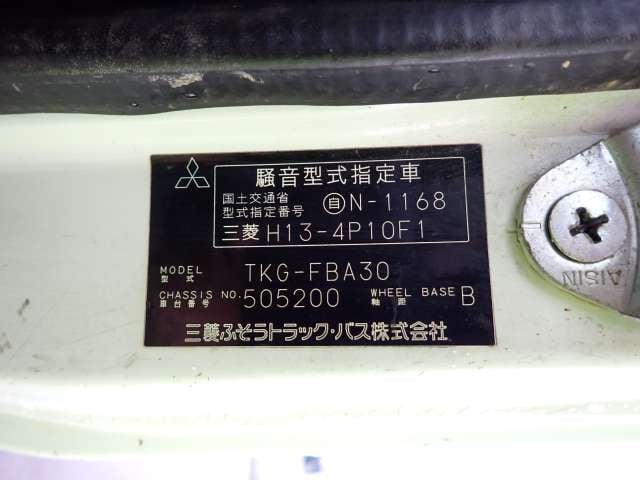 騒音型式指定車
国土交通省
型式指定番号 自N-1168
三菱 H13-4P10F1
MODEL
型式 TKG-FBA30
CHASSIS NO.
車台番号 505200
WHEEL BASE
軸距 B
三菱ふそうトラック・バス株式会社
AISIN